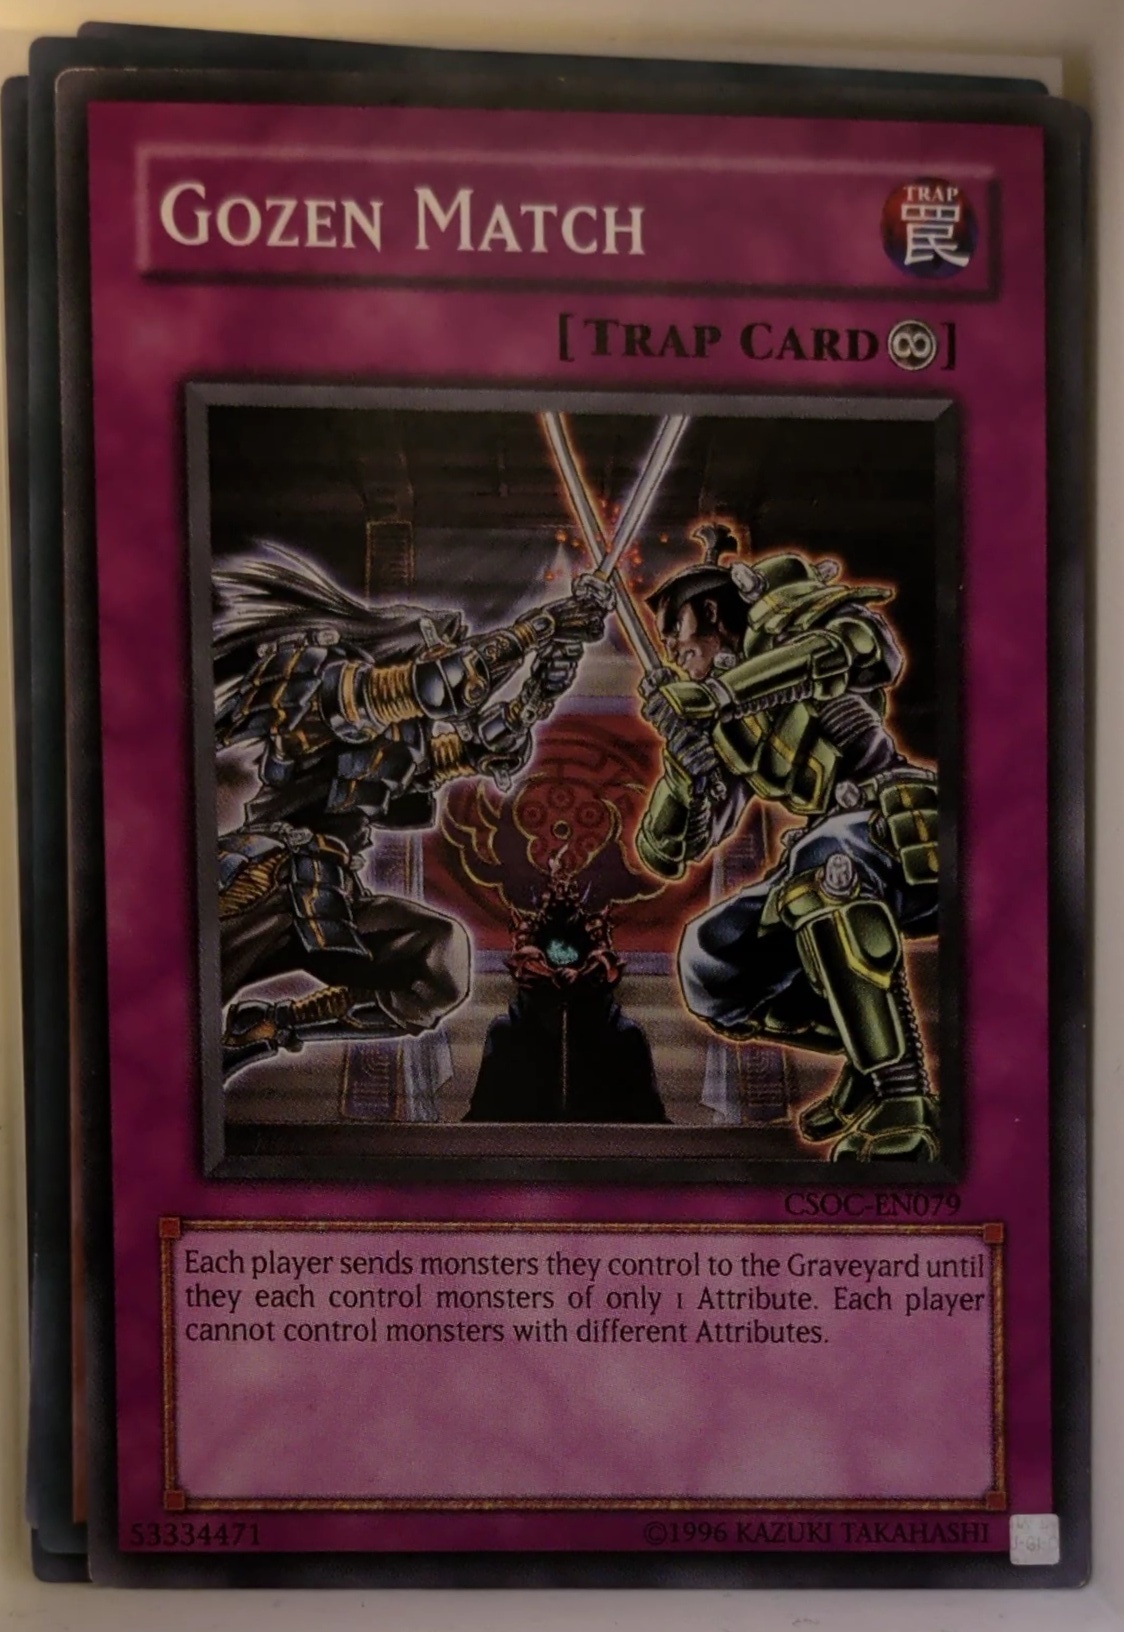 GOZEN MATCH
TRAP
罠
[TRAP CARD∞]
CSOC-EN079
Each player sends monsters they control to the Graveyard until
they each control monsters of only 1 Attribute. Each player
cannot control monsters with different Attributes.
53334471
©1996 KAZUKI TAKAHASHI